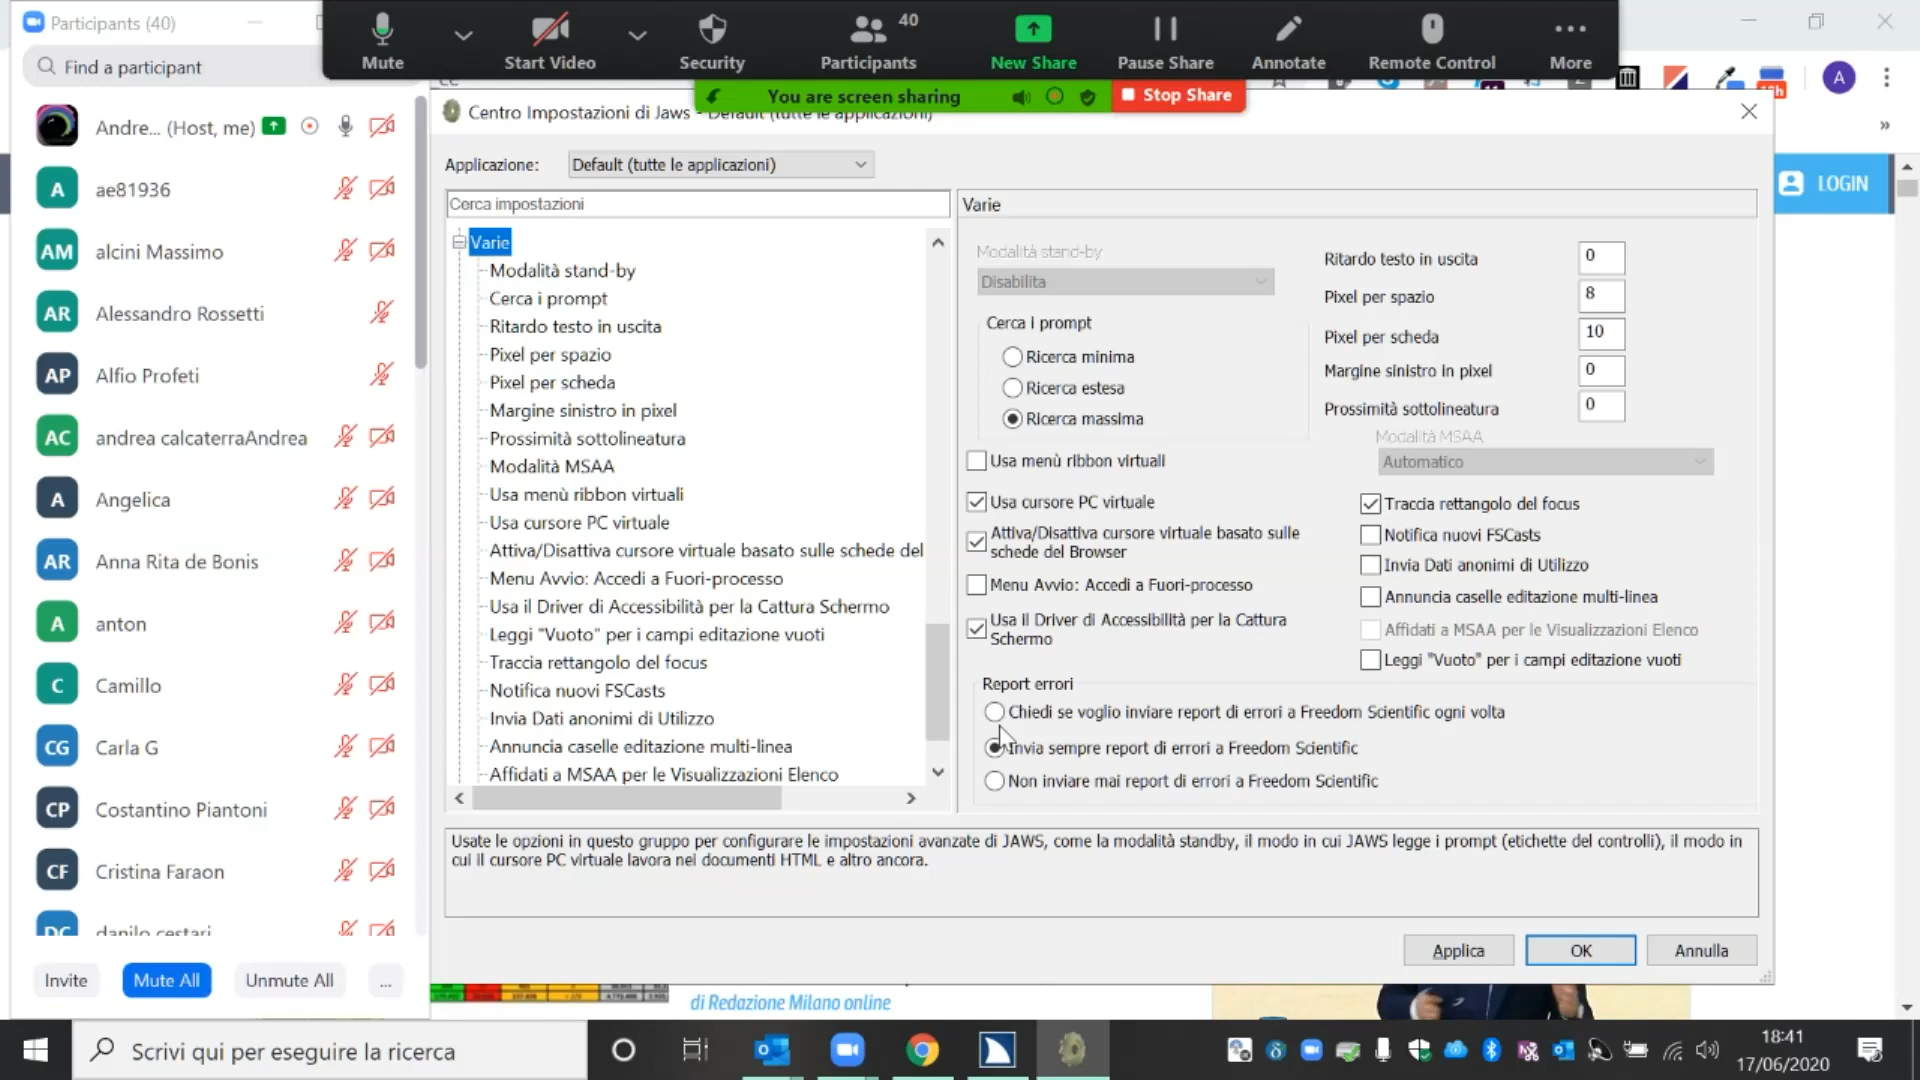 Participants (40)
Find a participant
Andre... (Host, me)
A ae81936
AM alcini Massimo
AR Alessandro Rossetti
AP Alfio Profeti
AC andrea calcaterraAndrea
A Angelica
AR Anna Rita de Bonis
A anton
C Camillo
CG Carla G
CP Costantino Piantoni
CF Cristina Faraon
DC danilo cestari
Invite
Mute All
Unmute All
...
Mute
Start Video
Security
Participants 40
New Share
Pause Share
Annotate
Remote Control
More
You are screen sharing
Stop Share
A
»
LOGIN
Centro Impostazioni di Jaws - Default (tutte le applicazioni)
Applicazione: Default (tutte le applicazioni)
Cerca impostazioni
Varie
Modalità stand-by
Cerca i prompt
Ritardo testo in uscita
Pixel per spazio
Pixel per scheda
Margine sinistro in pixel
Prossimità sottolineatura
Modalità MSAA
Usa menù ribbon virtuali
Usa cursore PC virtuale
Attiva/Disattiva cursore virtuale basato sulle schede del
Menu Avvio: Accedi a Fuori-processo
Usa il Driver di Accessibilità per la Cattura Schermo
Leggi "Vuoto" per i campi editazione vuoti
Traccia rettangolo del focus
Notifica nuovi FSCasts
Invia Dati anonimi di Utilizzo
Annuncia caselle editazione multi-linea
Affidati a MSAA per le Visualizzazioni Elenco
Varie
Modalità stand-by
Disabilita
Cerca i prompt
Ricerca minima
Ricerca estesa
Ricerca massima
Usa menù ribbon virtuali
Usa cursore PC virtuale
Attiva/Disattiva cursore virtuale basato sulle
schede del Browser
Menu Avvio: Accedi a Fuori-processo
Usa il Driver di Accessibilità per la Cattura
Schermo
Ritardo testo in uscita 0
Pixel per spazio 8
Pixel per scheda 10
Margine sinistro in pixel 0
Prossimità sottolineatura 0
Modalità MSAA
Automatico
Traccia rettangolo del focus
Notifica nuovi FSCasts
Invia Dati anonimi di Utilizzo
Annuncia caselle editazione multi-linea
Affidati a MSAA per le Visualizzazioni Elenco
Leggi "Vuoto" per i campi editazione vuoti
Report errori
Chiedi se voglio inviare report di errori a Freedom Scientific ogni volta
Invia sempre report di errori a Freedom Scientific
Non inviare mai report di errori a Freedom Scientific
Usate le opzioni in questo gruppo per configurare le impostazioni avanzate di JAWS, come la modalità standby, il modo in cui JAWS legge i prompt (etichette dei controlli), il modo in
cui il cursore PC virtuale lavora nei documenti HTML e altro ancora.
Applica
OK
Annulla
di Redazione Milano online
Scrivi qui per eseguire la ricerca
18:41
17/06/2020